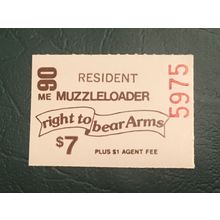 90
RESIDENT
ME MUZZLELOADER
right to bear Arms
$7
PLUS $1 AGENT FEE
5975